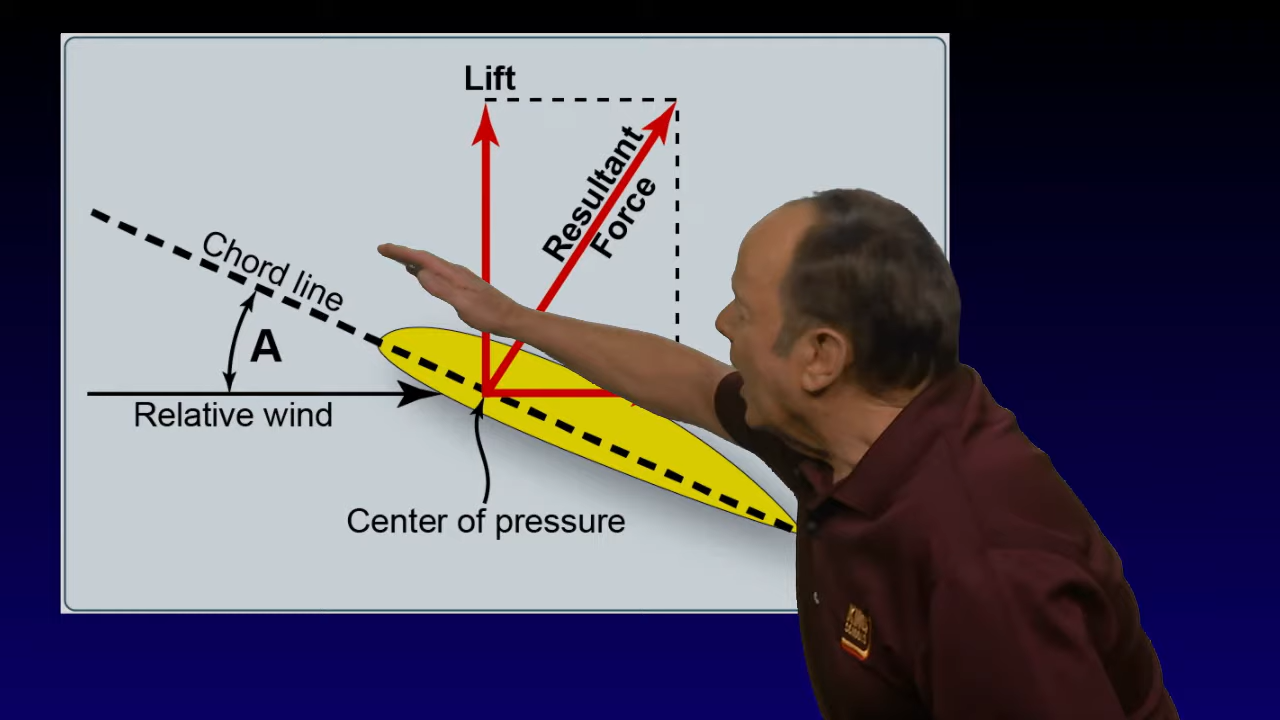 Lift
Resultant
Force
Chord line
A
Relative wind
Center of pressure